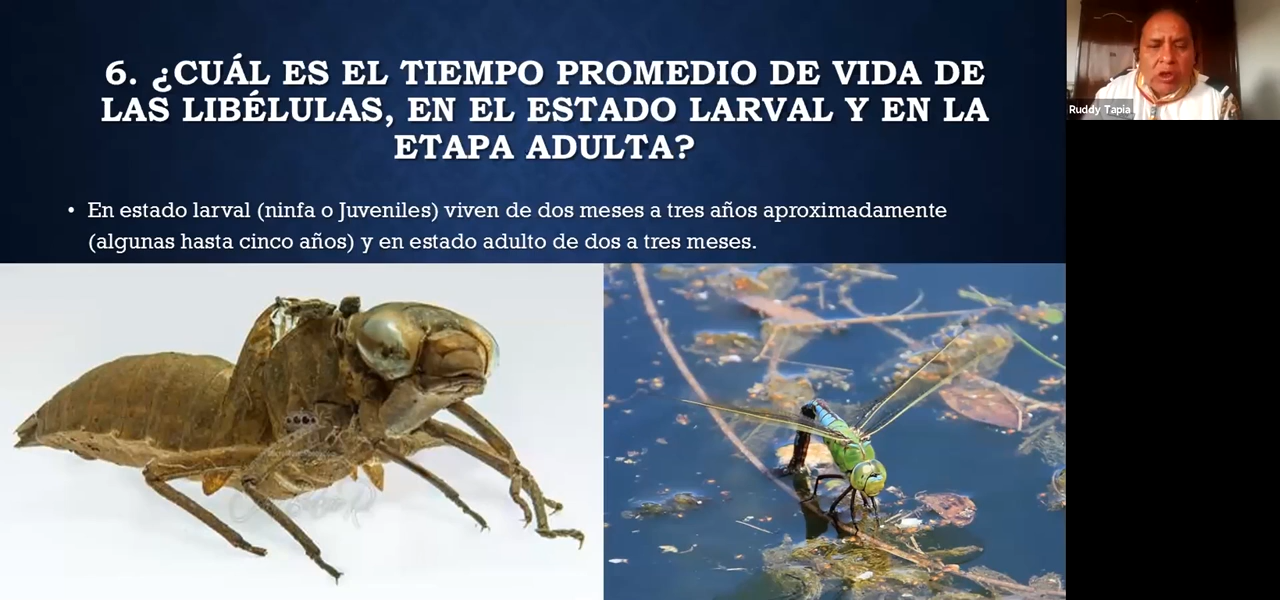 6. ¿CUÁL ES EL TIEMPO PROMEDIO DE VIDA DE
LAS LIBÉLULAS, EN EL ESTADO LARVAL Y EN LA
ETAPA ADULTA?
• En estado larval (ninfa o Juveniles) viven de dos meses a tres años aproximadamente
(algunas hasta cinco años) y en estado adulto de dos a tres meses.
Ruddy Tapia